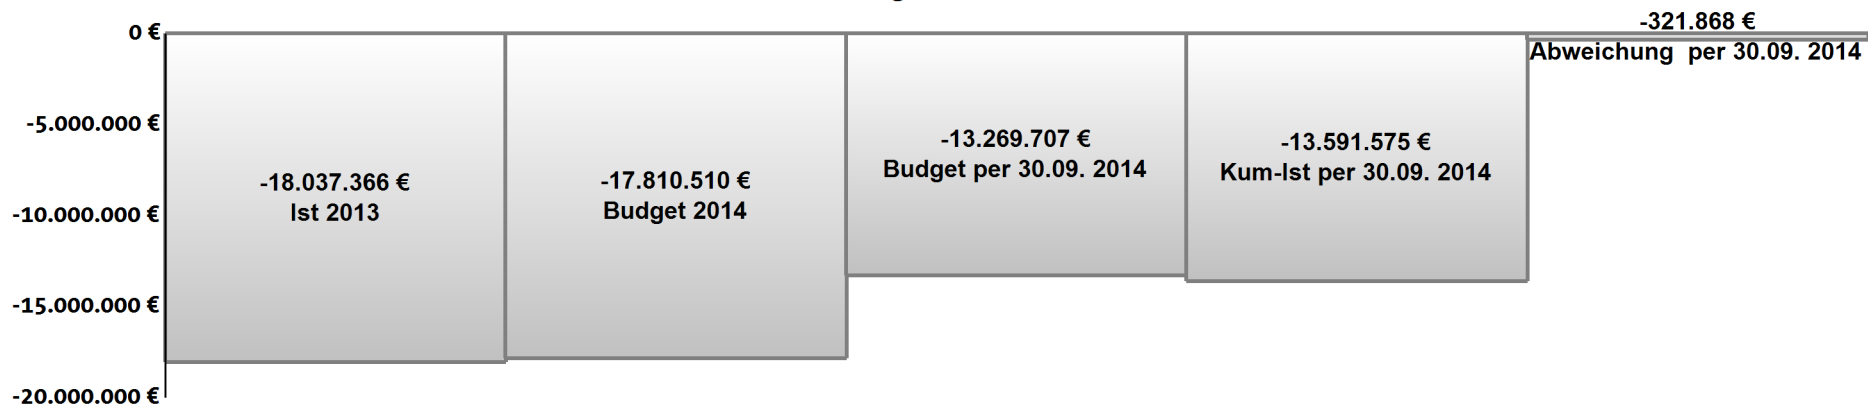 0 €
-5.000.000 €
-10.000.000 €
-15.000.000 €
-20.000.000 €
-18.037.366 €
Ist 2013
-17.810.510 €
Budget 2014
-13.269.707 €
Budget per 30.09. 2014
-13.591.575 €
Kum-Ist per 30.09. 2014
-321.868 €
Abweichung  per 30.09. 2014